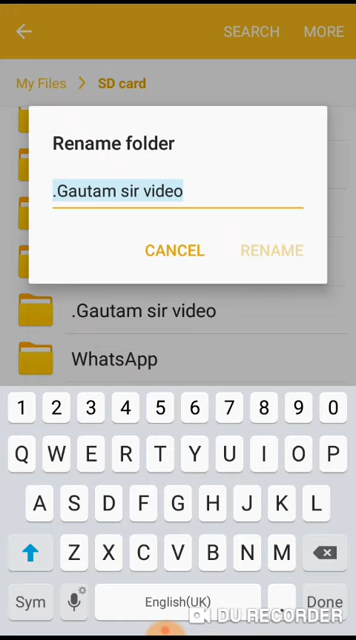 SEARCH MORE
My Files > SD card
Rename folder
.Gautam sir video
CANCEL RENAME
.Gautam sir video
WhatsApp
1 2 3 4 5 6 7 8 9 0
Q W E R T Y U I O P
A S D F G H J K L
Z X C V B N M
Sym English(UK) . Done
DU RECORDER